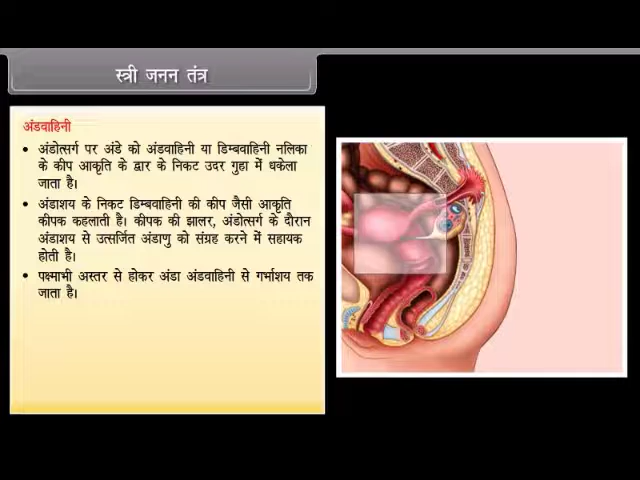 स्त्री जनन तंत्र
अंडवाहिनी
• अंडोत्सर्ग पर अंडे को अंडवाहिनी या डिम्बवाहिनी नलिका
के कीप आकृति के द्वार के निकट उदर गुहा में धकेला
जाता है।
• अंडाशय के निकट डिम्बवाहिनी की कीप जैसी आकृति
कीपक कहलाती है। कीपक की झालर, अंडोत्सर्ग के दौरान
अंडाशय से उत्सर्जित अंडाणु को संग्रह करने में सहायक
होती है।
• पक्ष्माभी अस्तर से होकर अंडा अंडवाहिनी से गर्भाशय तक
जाता है।